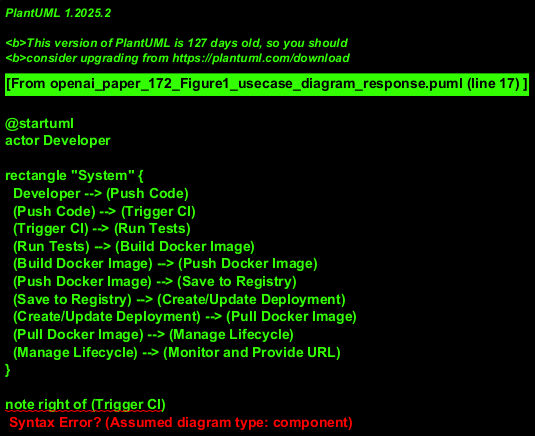 PlantUML 1.2025.2
<b>This version of PlantUML is 127 days old, so you should
<b>consider upgrading from https://plantuml.com/download
[From openai_paper_172_Figure1_usecase_diagram_response.puml (line 17) ]
@startuml
actor Developer
rectangle "System" {
  Developer --> (Push Code)
  (Push Code) --> (Trigger CI)
  (Trigger CI) --> (Run Tests)
  (Run Tests) --> (Build Docker Image)
  (Build Docker Image) --> (Push Docker Image)
  (Push Docker Image) --> (Save to Registry)
  (Save to Registry) --> (Create/Update Deployment)
  (Create/Update Deployment) --> (Pull Docker Image)
  (Pull Docker Image) --> (Manage Lifecycle)
  (Manage Lifecycle) --> (Monitor and Provide URL)
}
note right of (Trigger CI)
Syntax Error? (Assumed diagram type: component)